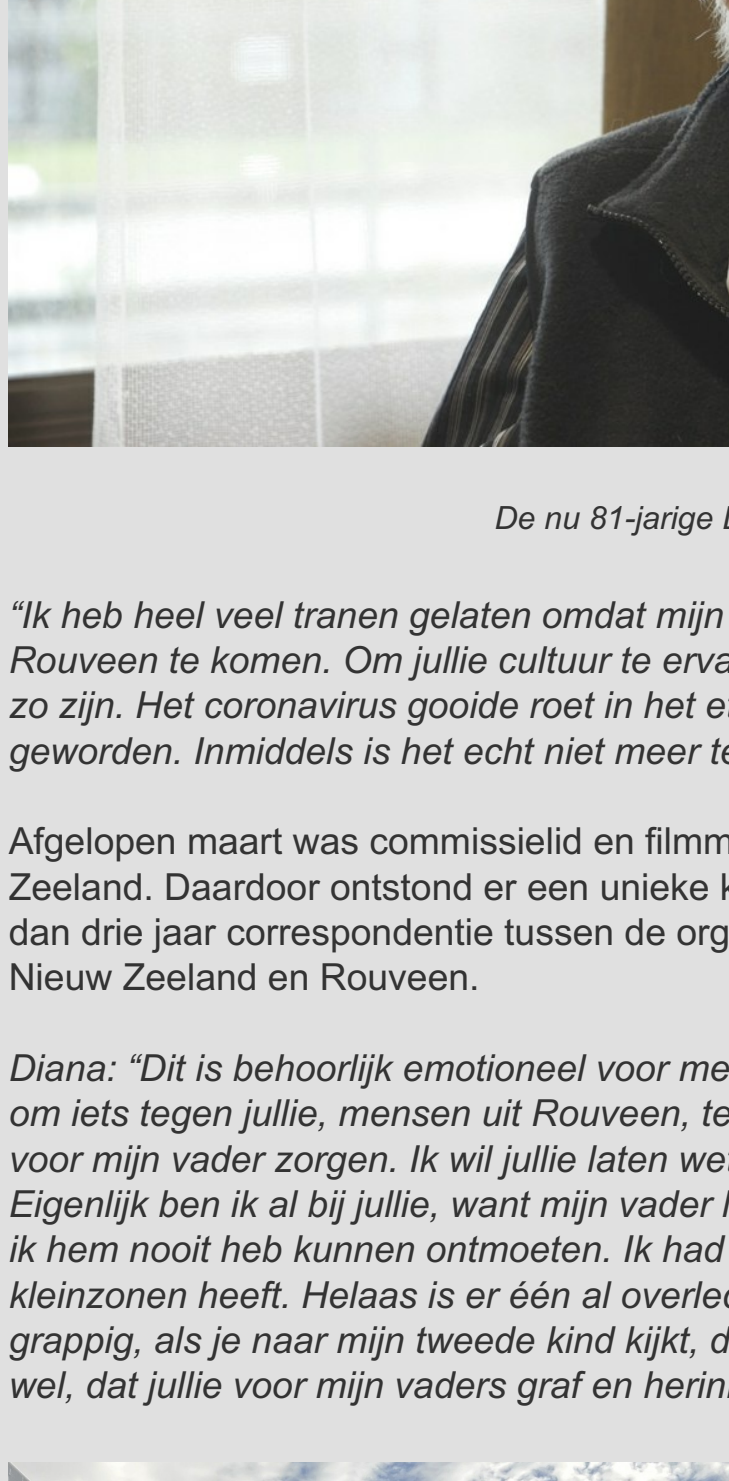 De nu 81-jarige
“Ik heb heel veel tranen gelaten omdat mijn
Rouveen te komen. Om jullie cultuur te erva
zo zijn. Het coronavirus gooide roet in het e
geworden. Inmiddels is het echt niet meer te
Afgelopen maart was commissielid en filmm
Zeeland. Daardoor ontstond er een unieke k
dan drie jaar correspondentie tussen de org
Nieuw Zeeland en Rouveen.
Diana: “Dit is behoorlijk emotioneel voor me
om iets tegen jullie, mensen uit Rouveen, te
voor mijn vader zorgen. Ik wil jullie laten wet
Eigenlijk ben ik al bij jullie, want mijn vader l
ik hem nooit heb kunnen ontmoeten. Ik had
kleinzonen heeft. Helaas is er één al overled
grappig, als je naar mijn tweede kind kijkt, d
wel, dat jullie voor mijn vaders graf en herin